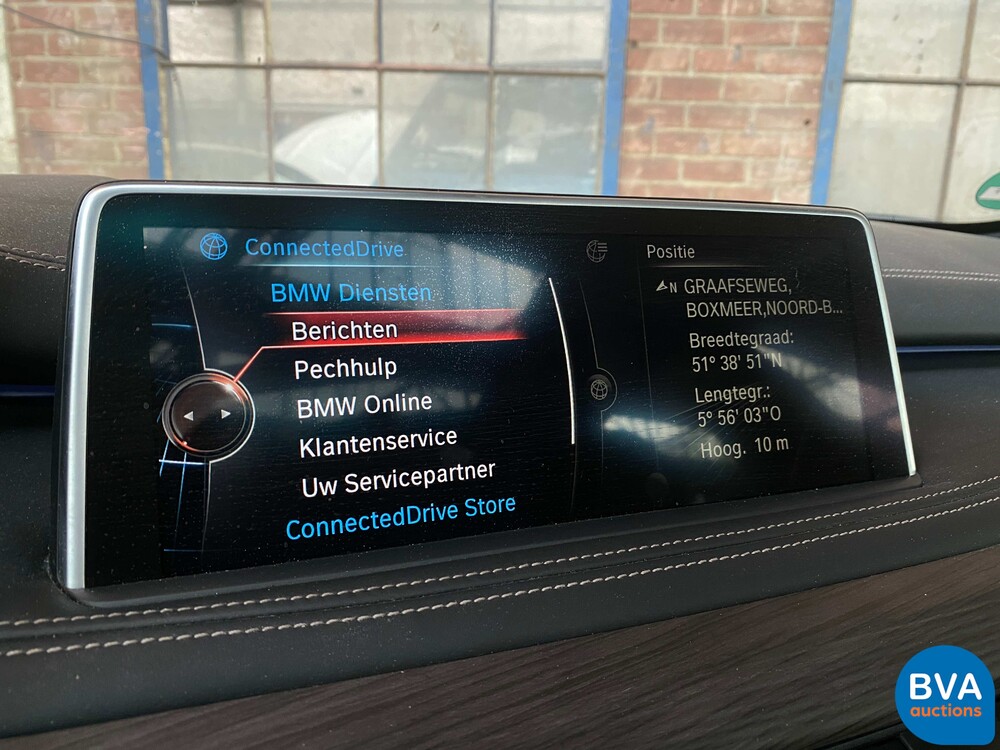 ConnectedDrive
BMW Diensten
Berichten
Pechhulp
BMW Online
Klantenservice
Uw Servicepartner
ConnectedDrive Store
Positie
N GRAAFSEWEG,
BOXMEER,NOORD-B...
Breedtegraad:
51° 38' 51"N
Lengtegr.:
5° 56' 03"O
Hoog. 10 m
BVA
auctions